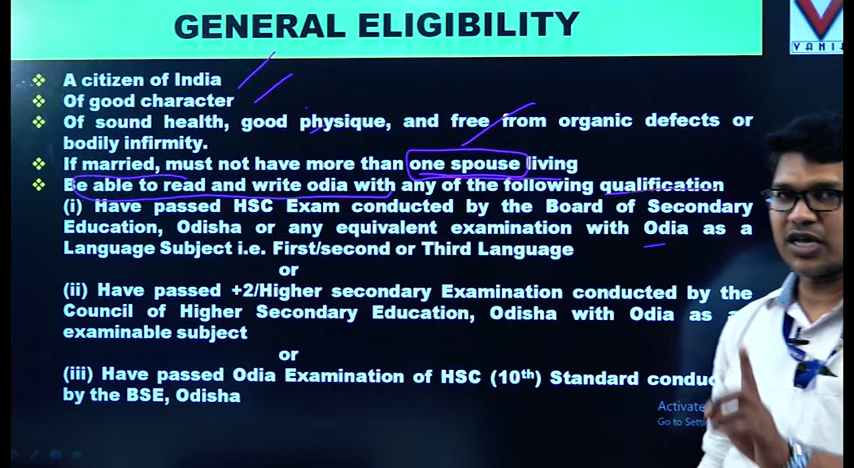 GENERAL ELIGIBILITY
VANI
❖ A citizen of India
❖ Of good character
❖ Of sound health, good physique, and free from organic defects or
bodily infirmity.
❖ If married, must not have more than one spouse living
❖ Be able to read and write odia with any of the following qualification
(i) Have passed HSC Exam conducted by the Board of Secondary
Education, Odisha or any equivalent examination with Odia as a
Language Subject i.e. First/second or Third Language
or
(ii) Have passed +2/Higher secondary Examination conducted by the
Council of Higher Secondary Education, Odisha with Odia as
examinable subject
or
(iii) Have passed Odia Examination of HSC (10th) Standard conduc
by the BSE, Odisha
Activate
Go to Setti